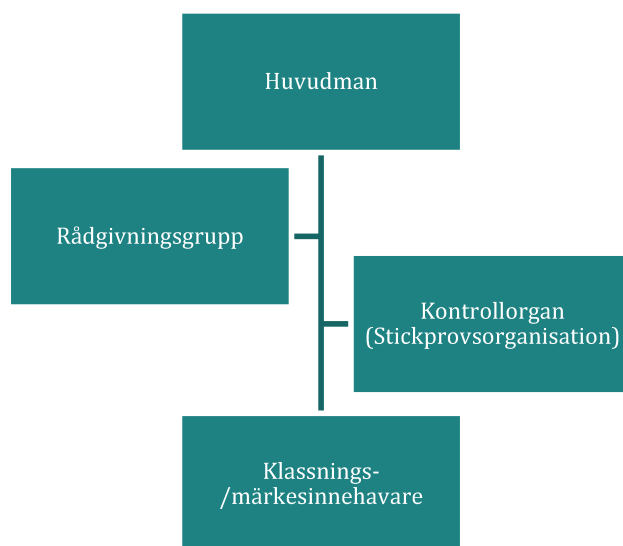 Huvudman
Rådgivningsgrupp
Kontrollorgan
(Stickprovsorganisation)
Klassnings-
/märkesinnehavare